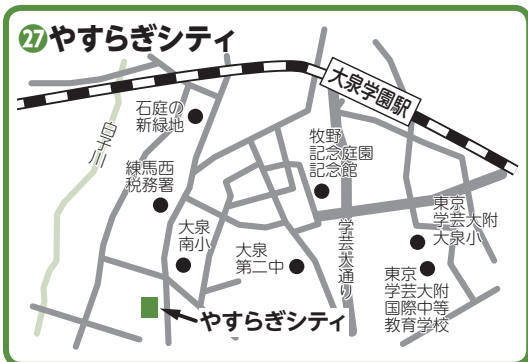 27 やすらぎシティ
大泉学園駅
石庭の
新緑地
白子川
牧野
記念庭園
記念館
練馬西
税務署
東京
学芸大附
大泉小
大泉
南小
学芸大通り
大泉
第二中
東京
学芸大附
国際中等
教育学校
やすらぎシティ